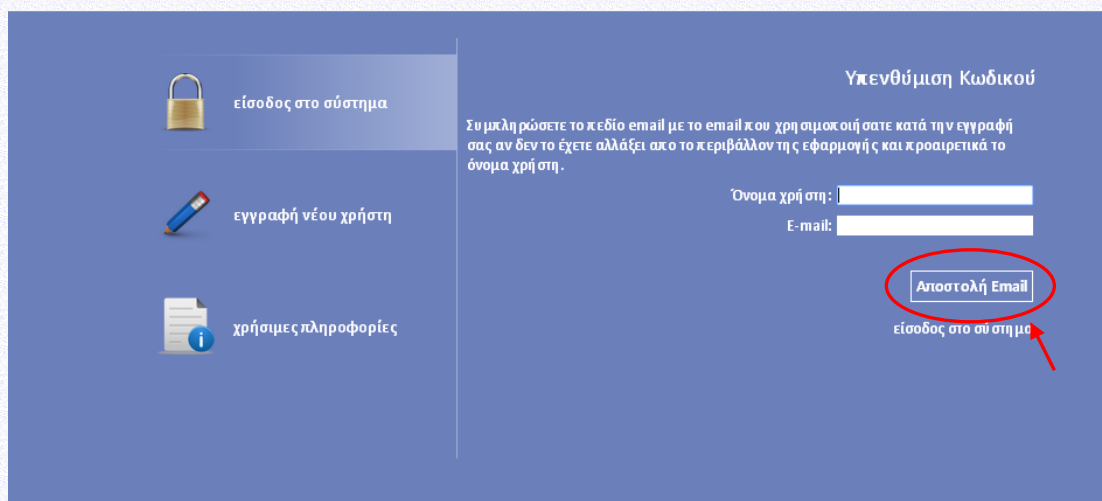 είσοδος στο σύστημα
εγγραφή νέου χρήστη
χρήσιμες πληροφορίες
Υπενθύμιση Κωδικού
Συμπληρώσετε το πεδίο email με το email που χρησιμοποιήσατε κατά την εγγραφή
σας αν δεν το έχετε αλλάξει απο το περιβάλλον της εφαρμογής και προαιρετικά το
όνομα χρήστη.
Όνομα χρήστη:
E-mail:
Αποστολή Email
είσοδος στο σύστημα